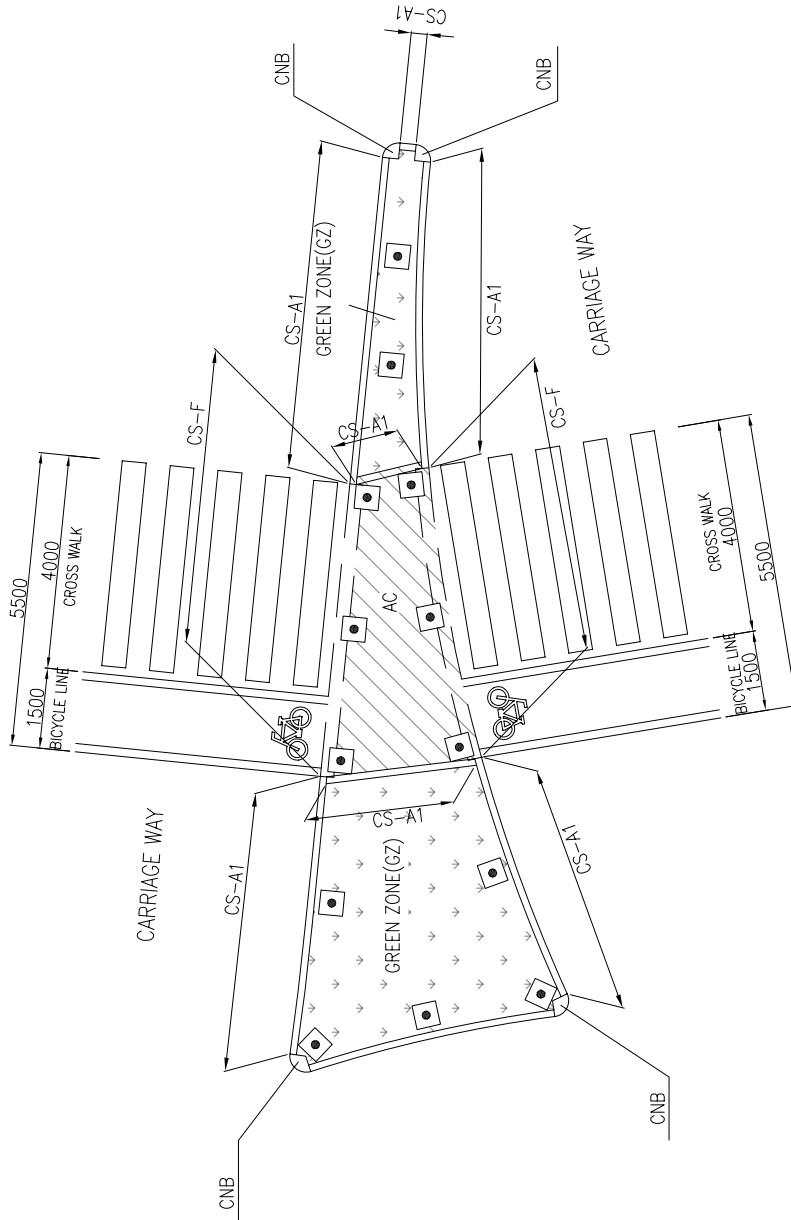 CS-A1
CNB
CNB
CS-A1
GREEN ZONE(GZ)
CS-A1
CARRIAGE WAY
CS-F
CS-F
CS-A1
5500
4000
CROSS WALK
1500
BICYCLE LINE
AC
CROSS WALK
4000
5500
BICYCLE LINE
1500
CARRIAGE WAY
CS-A1
CS-A1
GREEN ZONE(GZ)
CS-A1
CNB
CNB